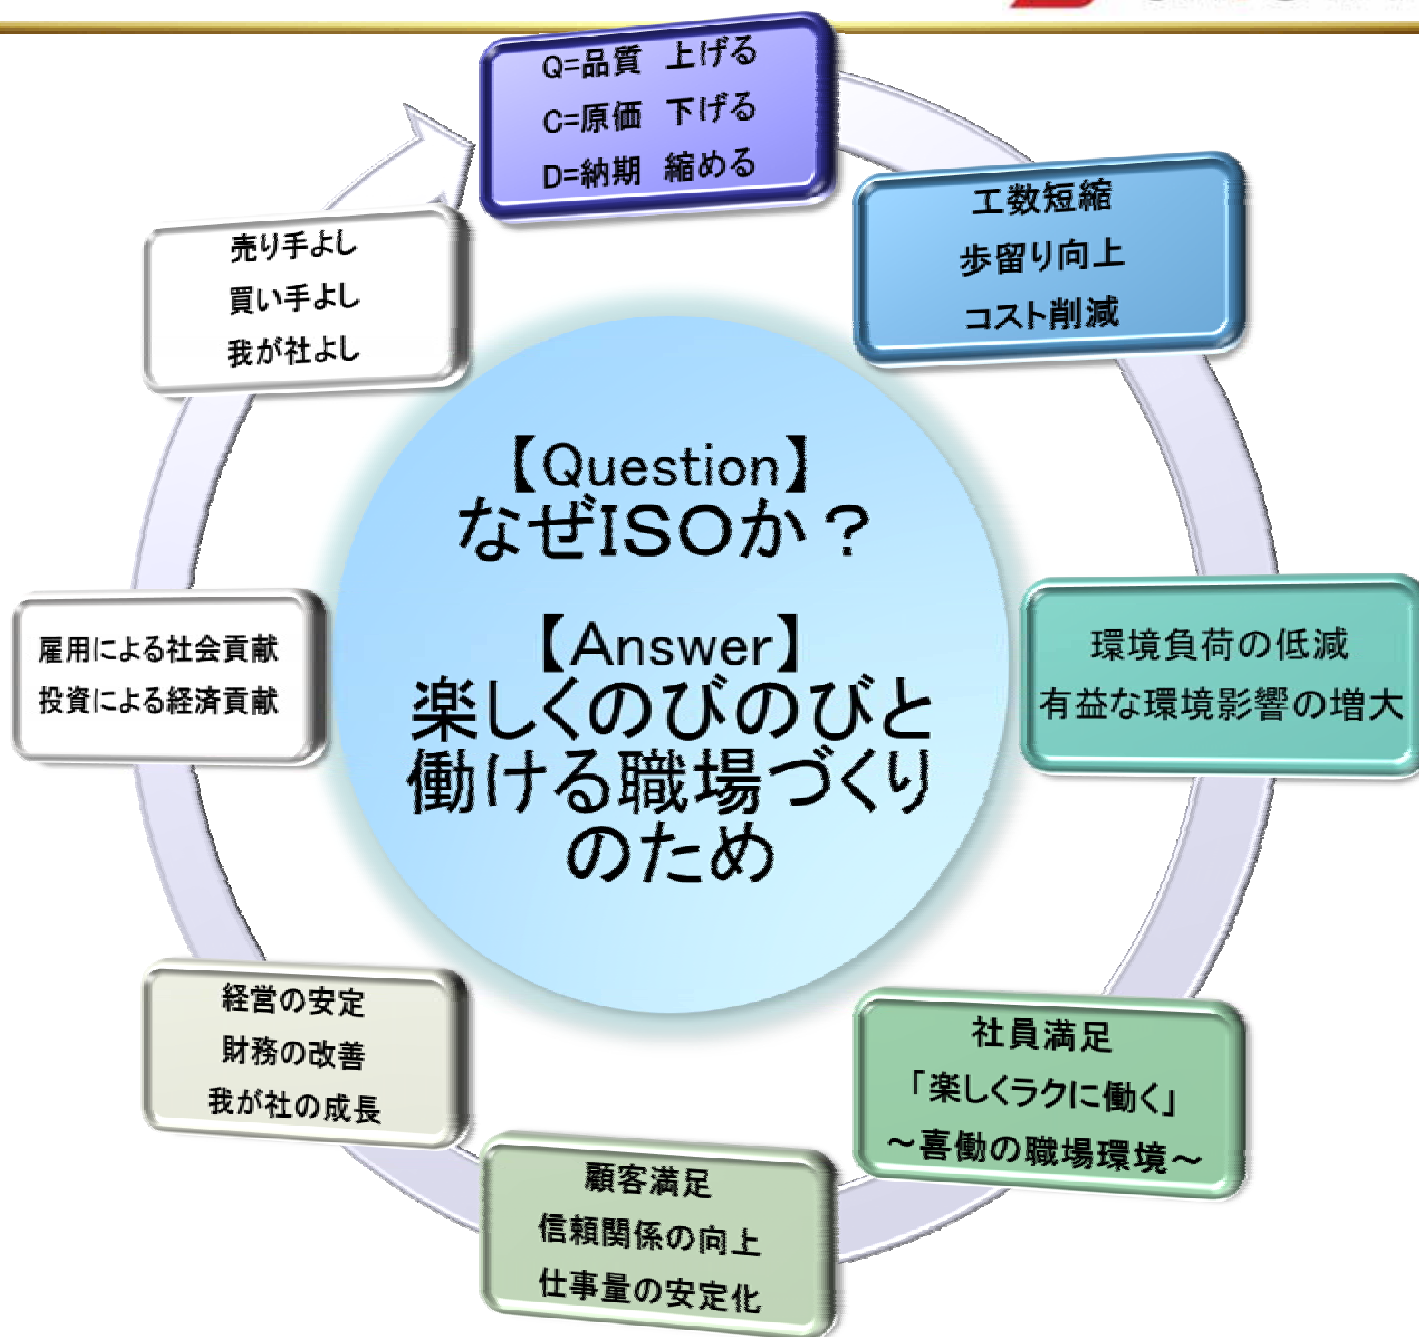 Q=品質 上げる
C=原価 下げる
D=納期 縮める
工数短縮
歩留り向上
コスト削減
環境負荷の低減
有益な環境影響の増大
社員満足
「楽しくラクに働く」
～喜働の職場環境～
顧客満足
信頼関係の向上
仕事量の安定化
経営の安定
財務の改善
我が社の成長
雇用による社会貢献
投資による経済貢献
売り手よし
買い手よし
我が社よし
【Question】
なぜISOか？
【Answer】
楽しくのびのびと
働ける職場づくり
のため